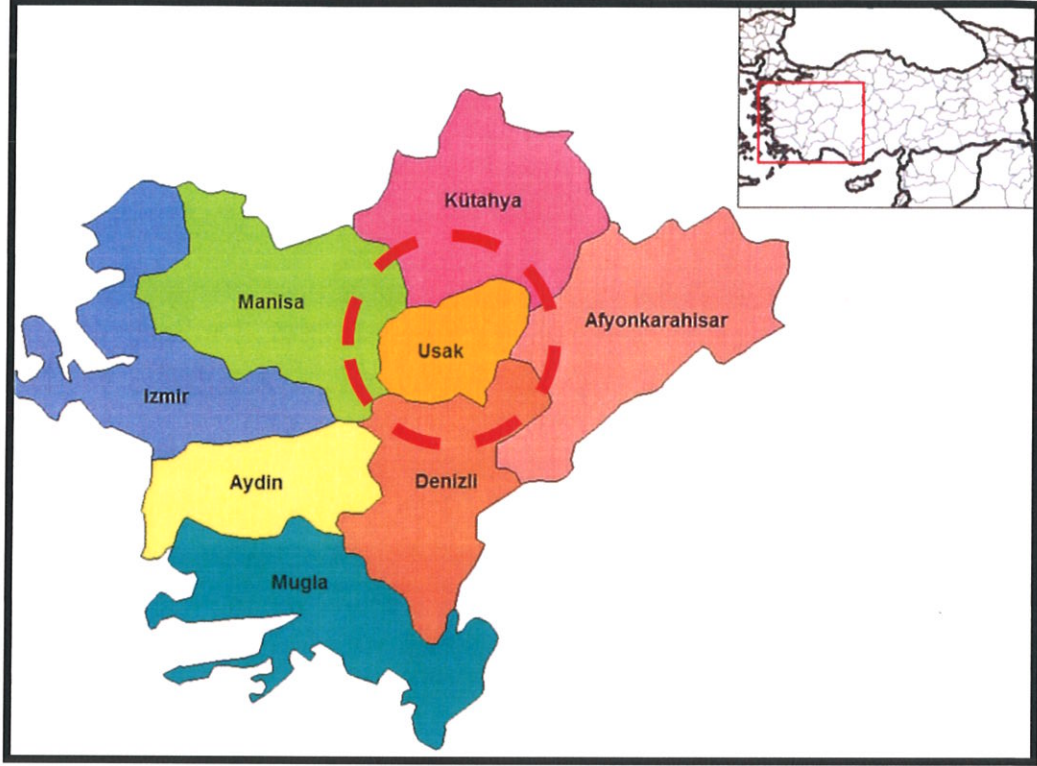 Kütahya
Manisa
Afyonkarahisar
Usak
Izmir
Aydin
Denizli
Mugla